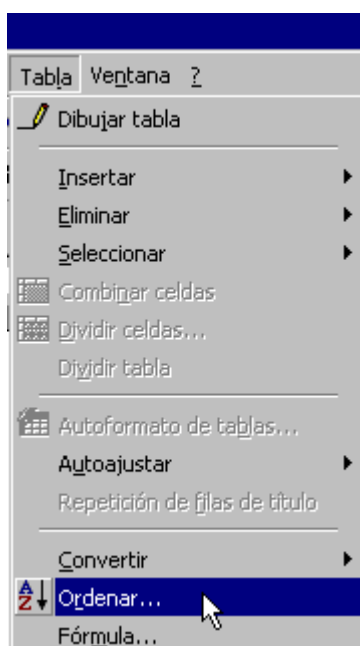 Tabla Ventana ?
Dibujar tabla
Insertar
Eliminar
Seleccionar
Combinar celdas
Dividir celdas...
Dividir tabla
Autoformato de tablas...
Autoajustar
Repetición de filas de título
Convertir
Ordenar...
Fórmula...